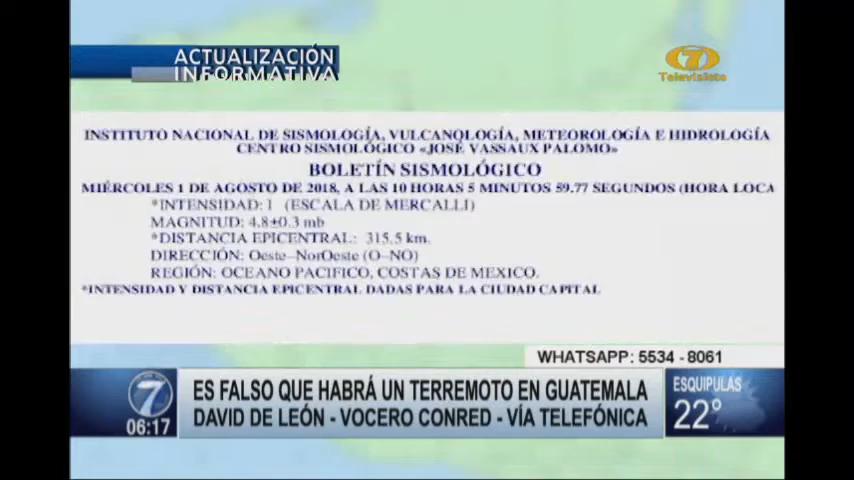 ACTUALIZACIÓN
INFORMATIVA
7
Televisiete
INSTITUTO NACIONAL DE SISMOLOGÍA, VULCANOLOGÍA, METEOROLOGÍA E HIDROLOGÍA
CENTRO SISMOLÓGICO «JOSÉ VASSAUX PALOMO»
BOLETÍN SISMOLÓGICO
MIÉRCOLES 1 DE AGOSTO DE 2018, A LAS 10 HORAS 5 MINUTOS 59.77 SEGUNDOS (HORA LOCA
*INTENSIDAD: I (ESCALA DE MERCALLI)
MAGNITUD: 4.8±0.3 mb
*DISTANCIA EPICENTRAL: 315.5 km.
DIRECCIÓN: Oeste-NorOeste (O-NO)
REGIÓN: OCEANO PACIFICO, COSTAS DE MEXICO.
*INTENSIDAD Y DISTANCIA EPICENTRAL DADAS PARA LA CIUDAD CAPITAL
WHATSAPP: 5534 - 8061
7
06:17
ES FALSO QUE HABRÁ UN TERREMOTO EN GUATEMALA
DAVID DE LEÓN - VOCERO CONRED - VÍA TELEFÓNICA
ESQUIPULAS
22°